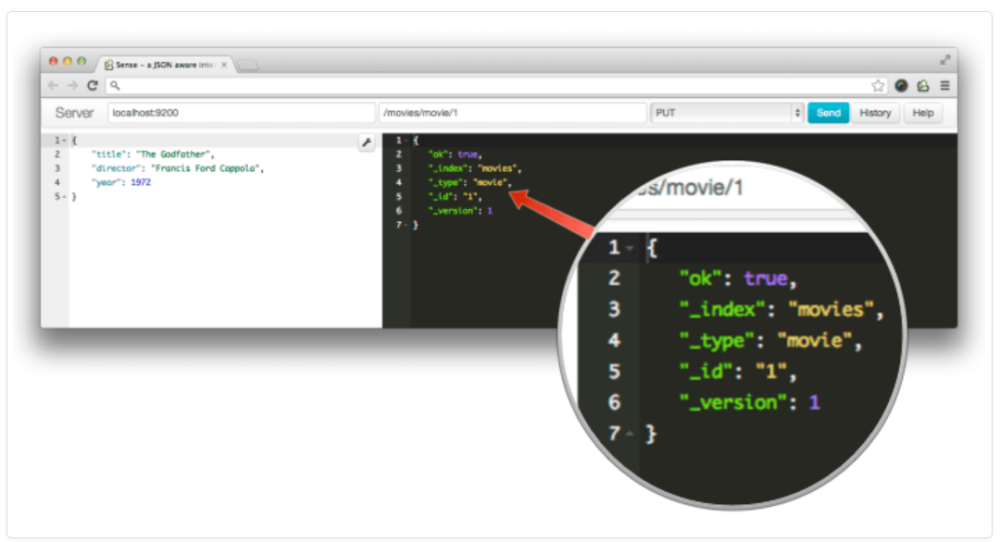 Sense - a JSON aware inter
Server localhost:9200 /movies/movie/1 PUT Send History Help
1 {
2 "title": "The Godfather",
3 "director": "Francis Ford Coppola",
4 "year": 1972
5 }
1 {
2 "ok": true,
3 "_index": "movies",
4 "_type": "movie",
5 "_id": "1",
6 "_version": 1
7 }
s/movie/1
1 {
2 "ok": true,
3 "_index": "movies",
4 "_type": "movie",
5 "_id": "1",
6 "_version": 1
7 }